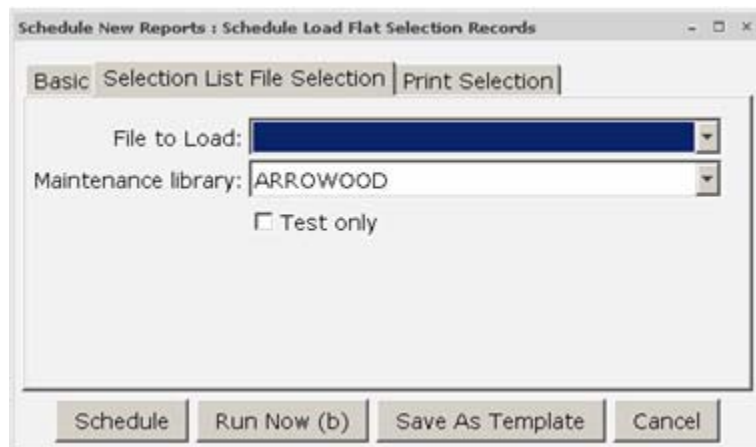 Schedule New Reports : Schedule Load Flat Selection Records
Basic Selection List File Selection Print Selection
File to Load:
Maintenance library: ARROWOOD
Test only
Schedule Run Now (b) Save As Template Cancel